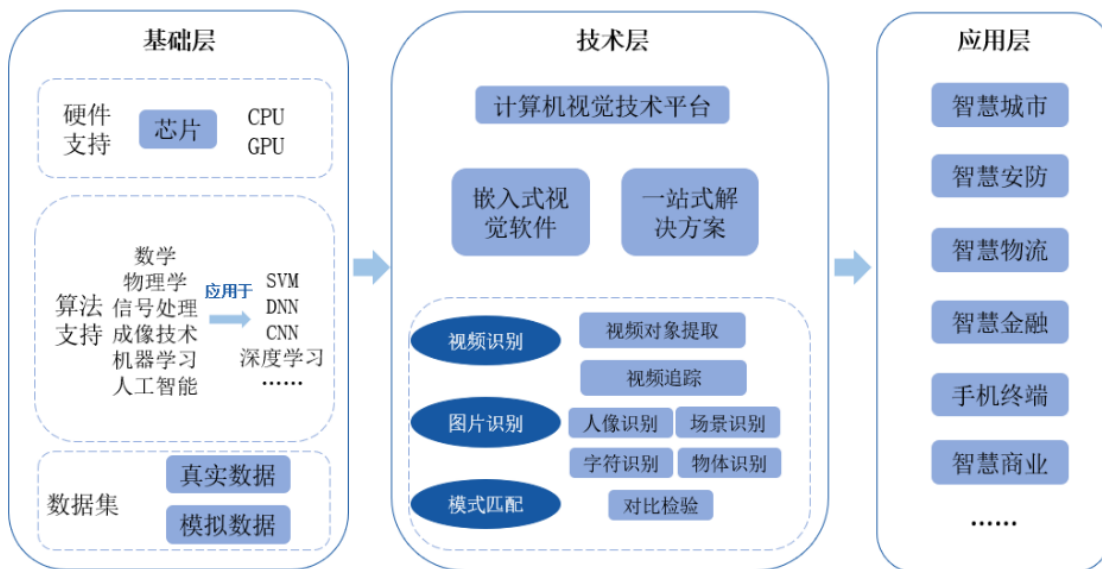 基础层
硬件
支持
芯片
CPU
GPU
算法
支持
数学
物理学
信号处理
成像技术
机器学习
人工智能
应用于
SVM
DNN
CNN
深度学习
……
数据集
真实数据
模拟数据
技术层
计算机视觉技术平台
嵌入式视
觉软件
一站式解
决方案
视频识别
视频对象提取
视频追踪
图片识别
人像识别
场景识别
字符识别
物体识别
模式匹配
对比检验
应用层
智慧城市
智慧安防
智慧物流
智慧金融
手机终端
智慧商业
……